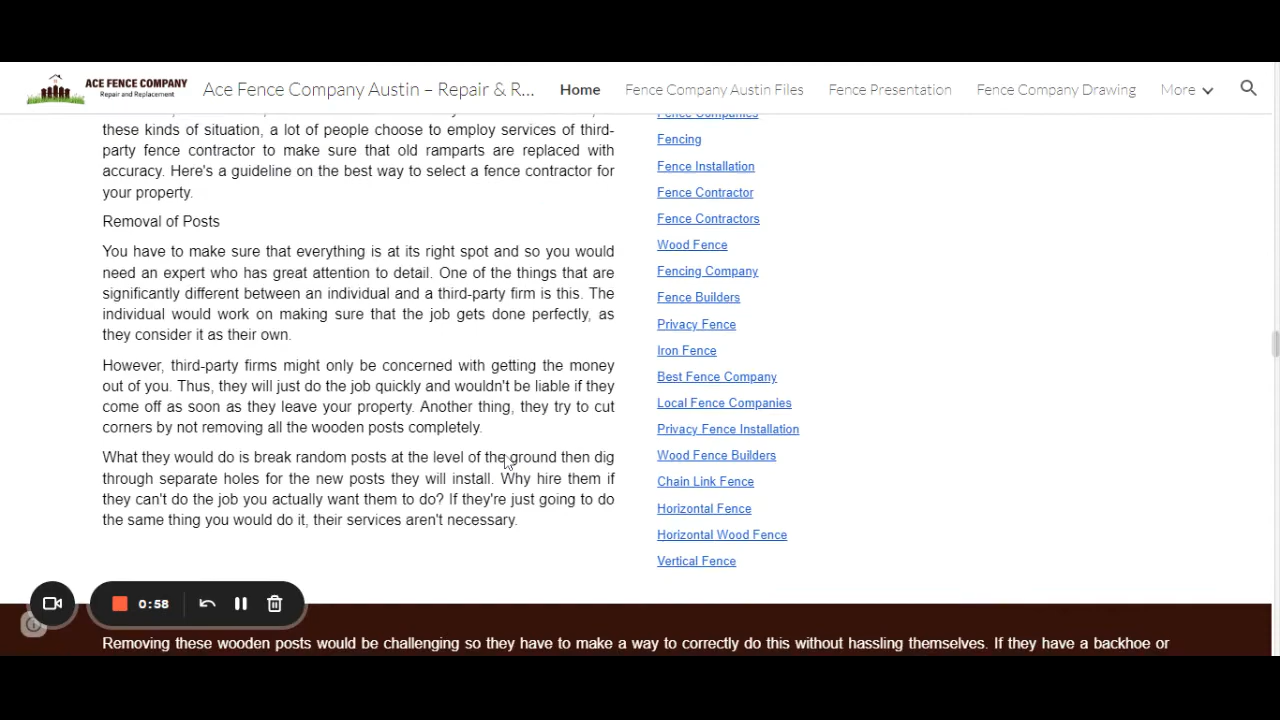 ACE FENCE COMPANY
Repair and Replacement
Ace Fence Company Austin – Repair & R...
Home
Fence Company Austin Files
Fence Presentation
Fence Company Drawing
More
these kinds of situation, a lot of people choose to employ services of third-
party fence contractor to make sure that old ramparts are replaced with
accuracy. Here's a guideline on the best way to select a fence contractor for
your property.
Removal of Posts
You have to make sure that everything is at its right spot and so you would
need an expert who has great attention to detail. One of the things that are
significantly different between an individual and a third-party firm is this. The
individual would work on making sure that the job gets done perfectly, as
they consider it as their own.
However, third-party firms might only be concerned with getting the money
out of you. Thus, they will just do the job quickly and wouldn't be liable if they
come off as soon as they leave your property. Another thing, they try to cut
corners by not removing all the wooden posts completely.
What they would do is break random posts at the level of the ground then dig
through separate holes for the new posts they will install. Why hire them if
they can't do the job you actually want them to do? If they're just going to do
the same thing you would do it, their services aren't necessary.
Fence Companies
Fencing
Fence Installation
Fence Contractor
Fence Contractors
Wood Fence
Fencing Company
Fence Builders
Privacy Fence
Iron Fence
Best Fence Company
Local Fence Companies
Privacy Fence Installation
Wood Fence Builders
Chain Link Fence
Horizontal Fence
Horizontal Wood Fence
Vertical Fence
0:58
Removing these wooden posts would be challenging so they have to make a way to correctly do this without hassling themselves. If they have a backhoe or